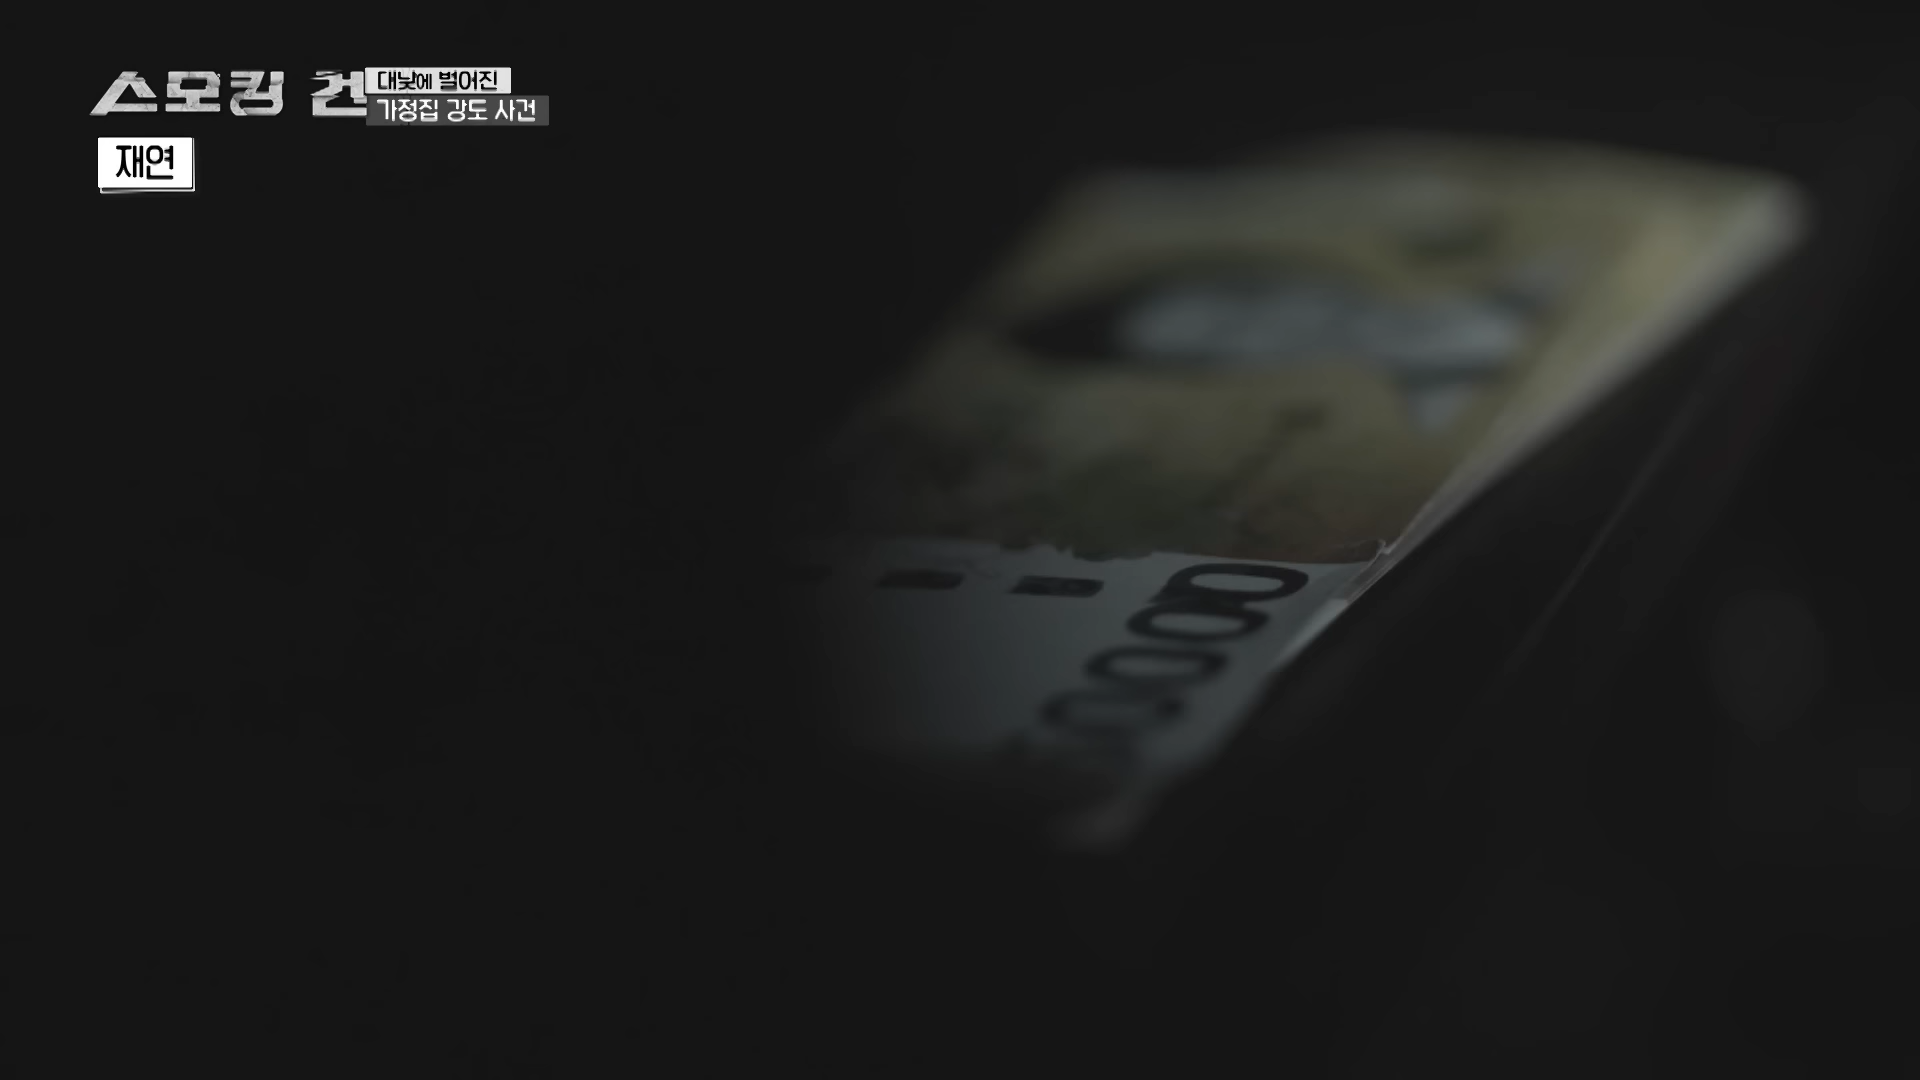 스모킹 건
대낮에 벌어진
가정집 강도 사건
재연
0000